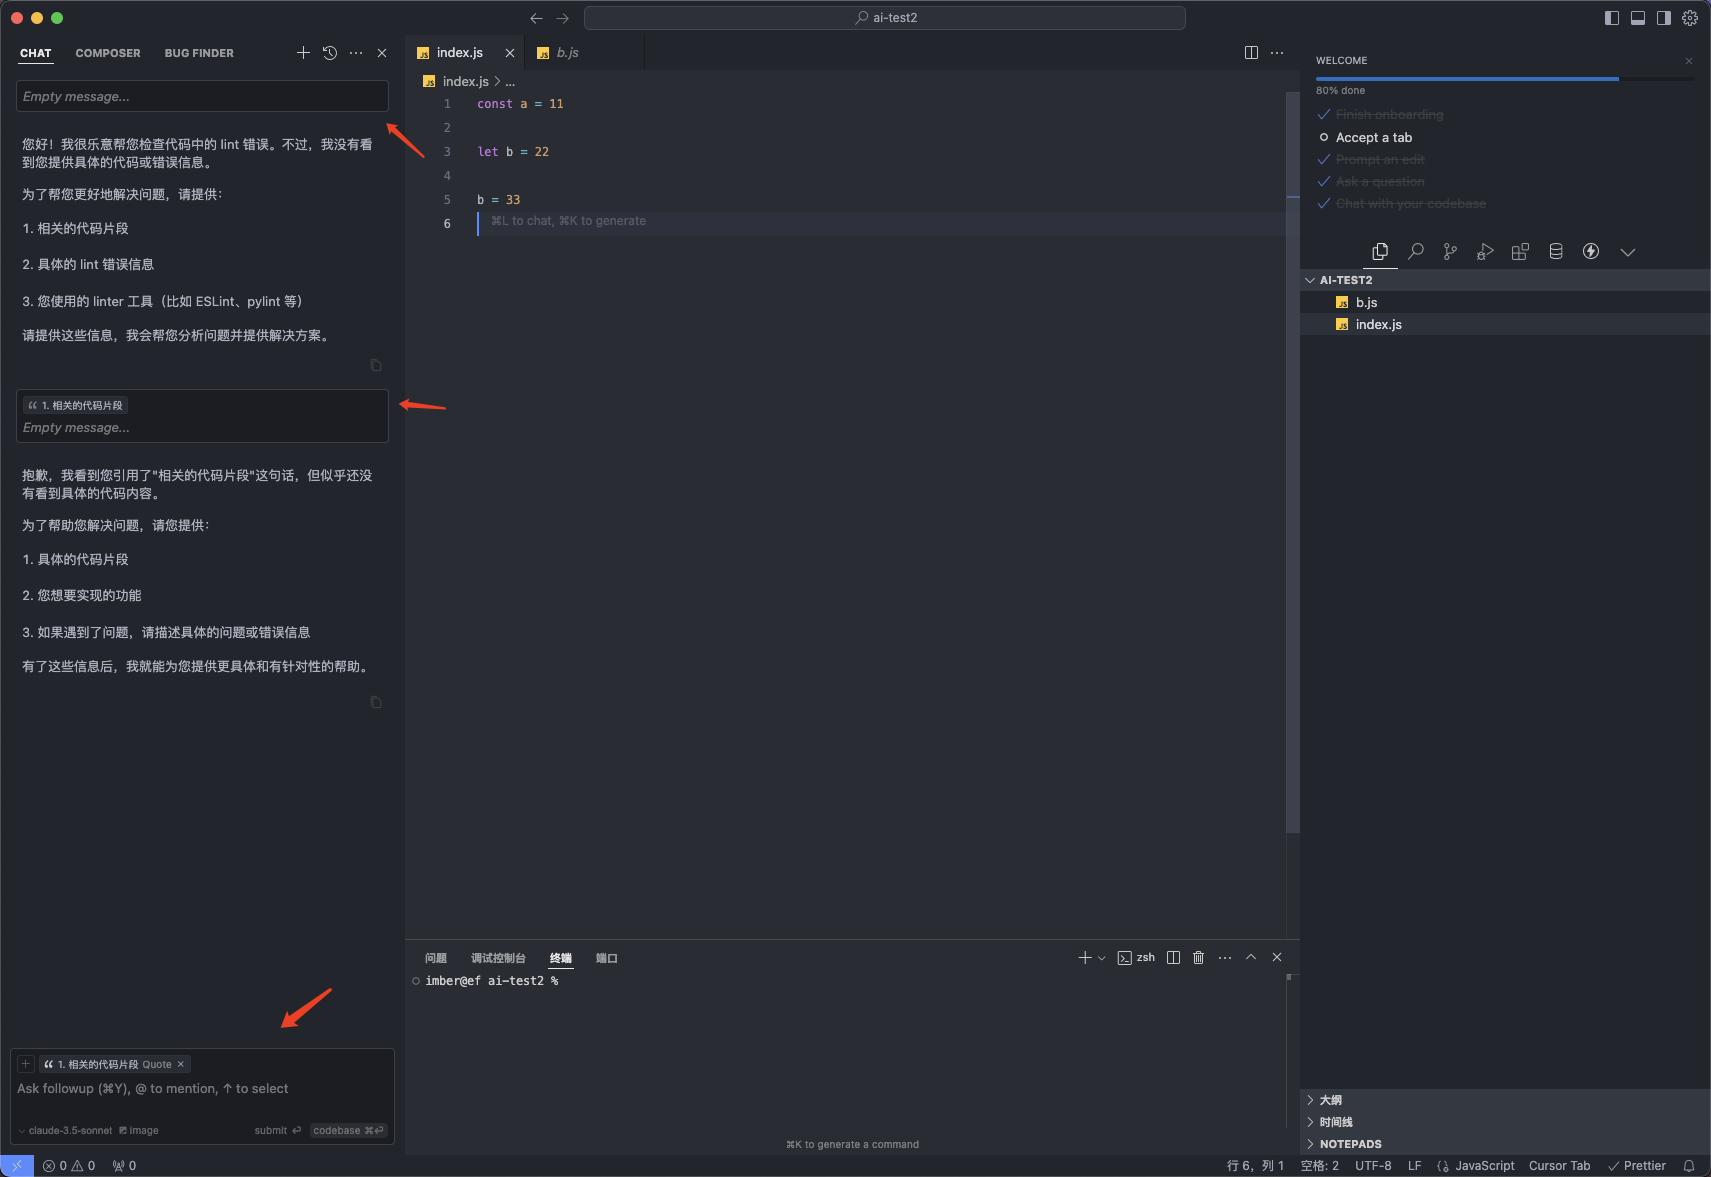 ai-test2
CHAT
COMPOSER
BUG FINDER
Empty message...
您好！我很乐意帮您检查代码中的 lint 错误。不过，我没有看
到您提供具体的代码或错误信息。
为了帮您更好地解决问题，请提供：
1. 相关的代码片段
2. 具体的 lint 错误信息
3. 您使用的 linter 工具（比如 ESLint、pylint 等）
请提供这些信息，我会帮您分析问题并提供解决方案。
1. 相关的代码片段
Empty message...
抱歉，我看到您引用了"相关的代码片段"这句话，但似乎还没
有看到具体的代码内容。
为了帮助您解决问题，请您提供：
1. 具体的代码片段
2. 您想要实现的功能
3. 如果遇到了问题，请描述具体的问题或错误信息
有了这些信息后，我就能为您提供更具体和有针对性的帮助。
1. 相关的代码片段 Quote
Ask followup (⌘Y), @ to mention, ↑ to select
claude-3.5-sonnet
image
submit ⏎
codebase ⌘⏎
JS index.js
JS b.js
JS index.js > ...
1 const a = 11
2
3 let b = 22
4
5 b = 33
6 ⌘L to chat, ⌘K to generate
问题
调试控制台
终端
端口
zsh
imber@ef ai-test2 %
⌘K to generate a command
WELCOME
80% done
Finish onboarding
Accept a tab
Prompt an edit
Ask a question
Chat with your codebase
AI-TEST2
JS b.js
JS index.js
大纲
时间线
NOTEPADS
0 0
0
行 6，列 1
空格: 2
UTF-8
LF
JavaScript
Cursor Tab
Prettier